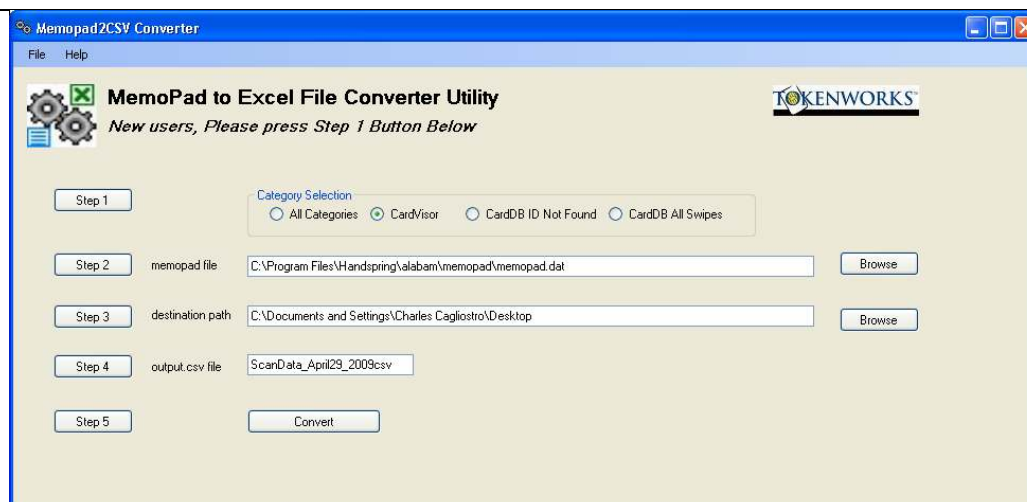 Memopad2CSV Converter
File Help
MemoPad to Excel File Converter Utility
New users, Please press Step 1 Button Below
TOKENWORKS
Step 1
Category Selection
All Categories CardVisor CardDB ID Not Found CardDB All Swipes
Step 2 memopad file C:\Program Files\Handspring\alabam\memopad\memopad.dat Browse
Step 3 destination path C:\Documents and Settings\Charles Cagliostro\Desktop Browse
Step 4 output.csv file ScanData_April29_2009csv
Step 5 Convert